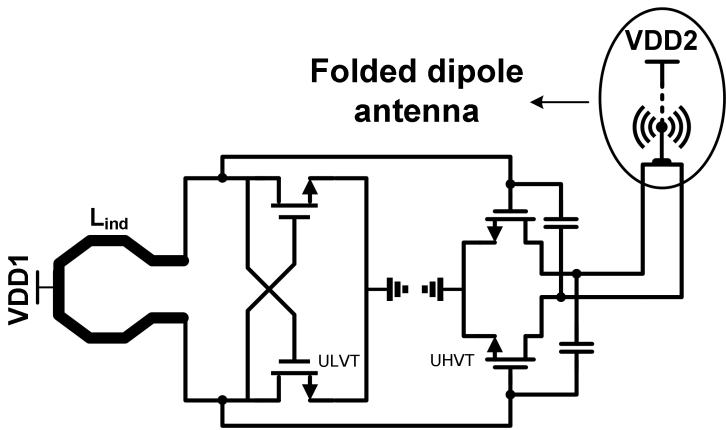 VDD2
Folded dipole
antenna
Lind
VDD1
ULVT
UHVT